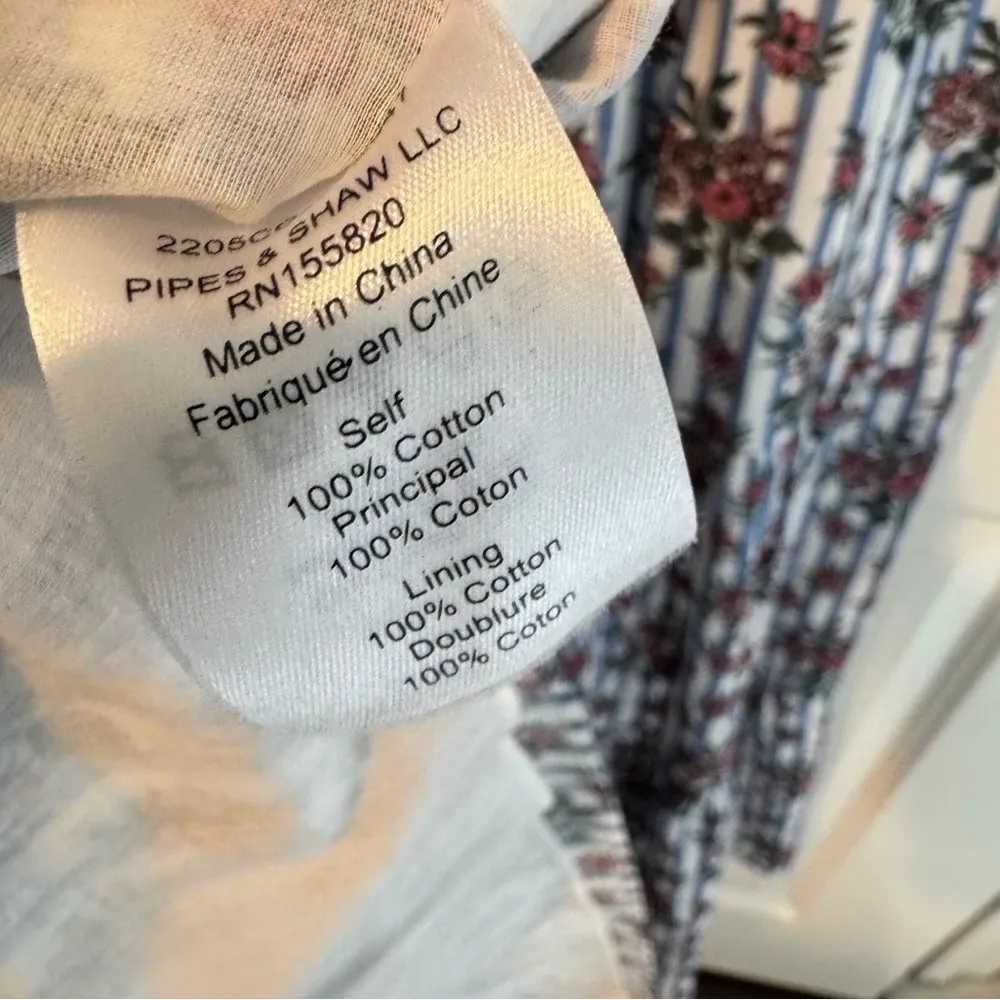 PIPES & SHAW LLC
RN155820
Made in China
Fabriqué en Chine
Self
100% Cotton
Principal
100% Coton
Lining
100% Cotton
Doublure
100% Coton